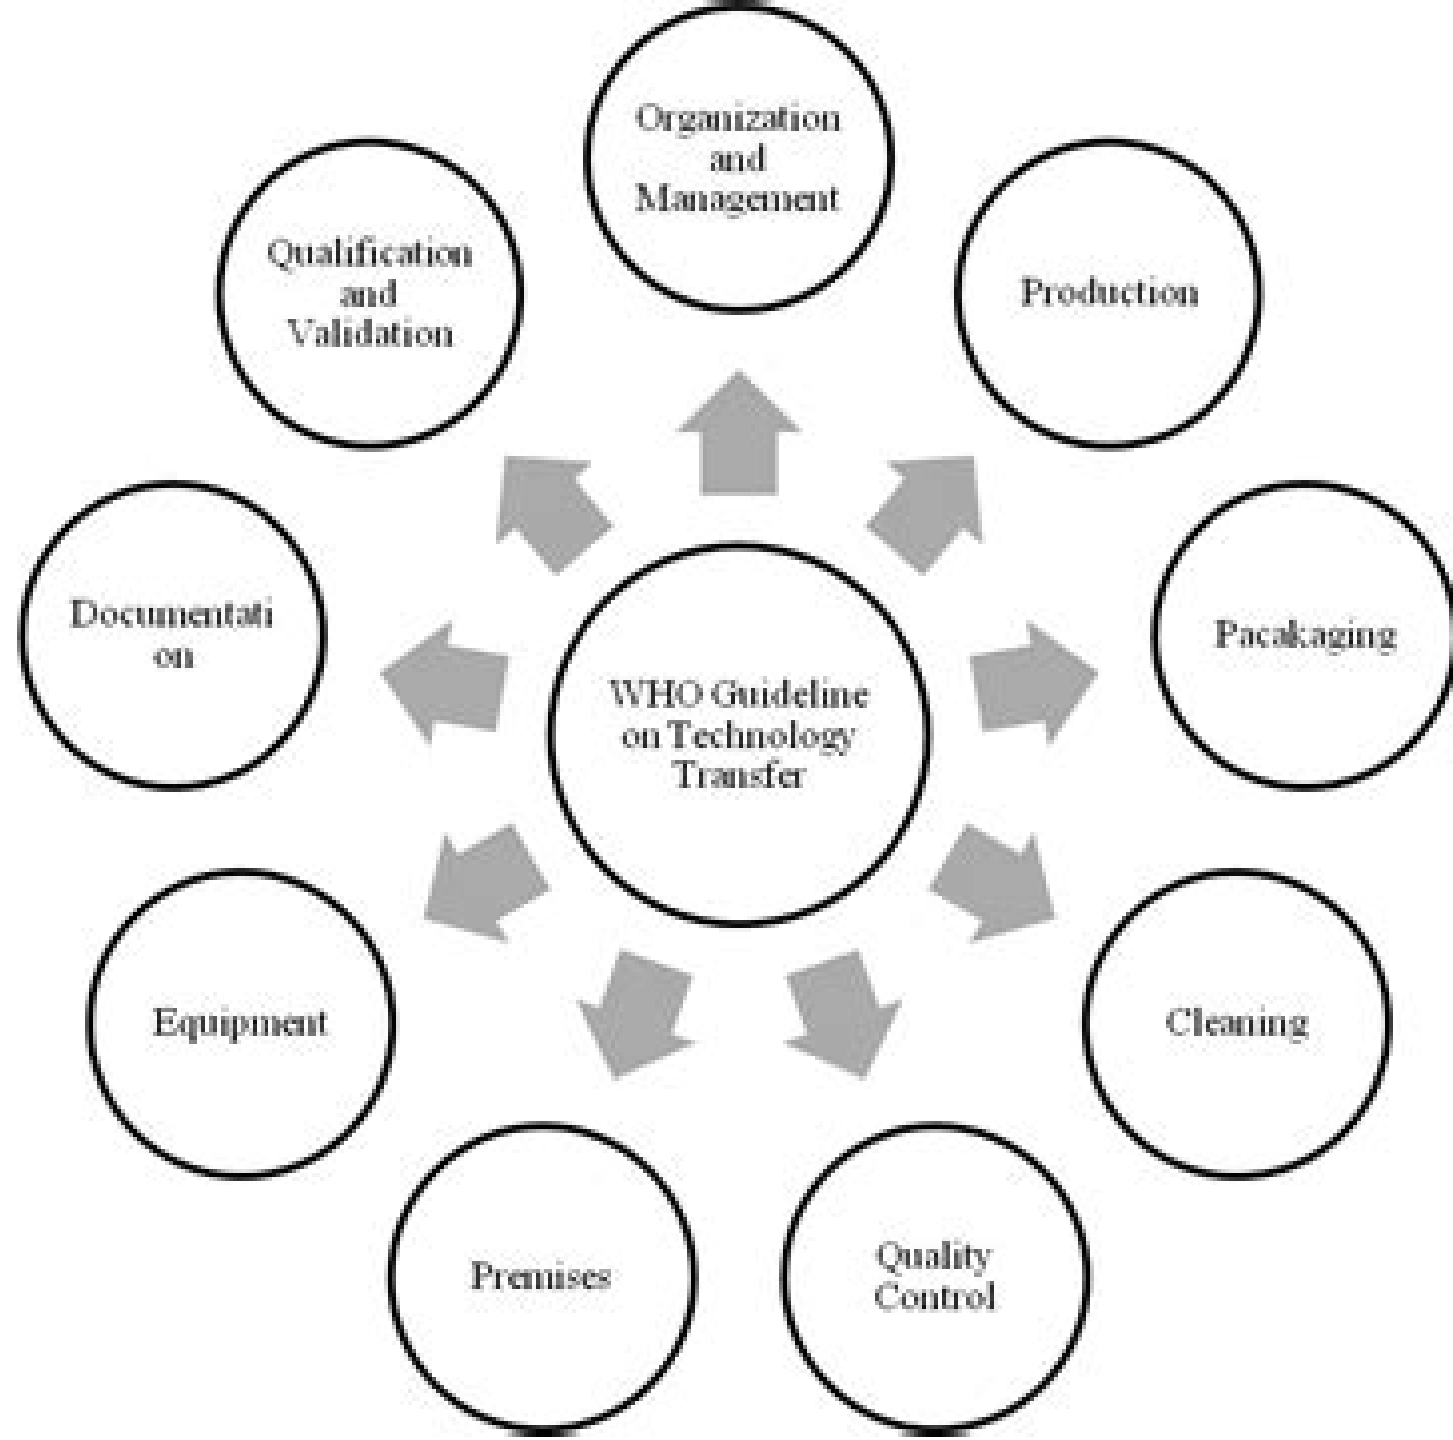 Organization
and
Management
Production
Pacakaging
Cleaning
Quality
Control
Premises
Equipment
Documentati
on
Qualification
and
Validation
WHO Guideline
on Technology
Transfer